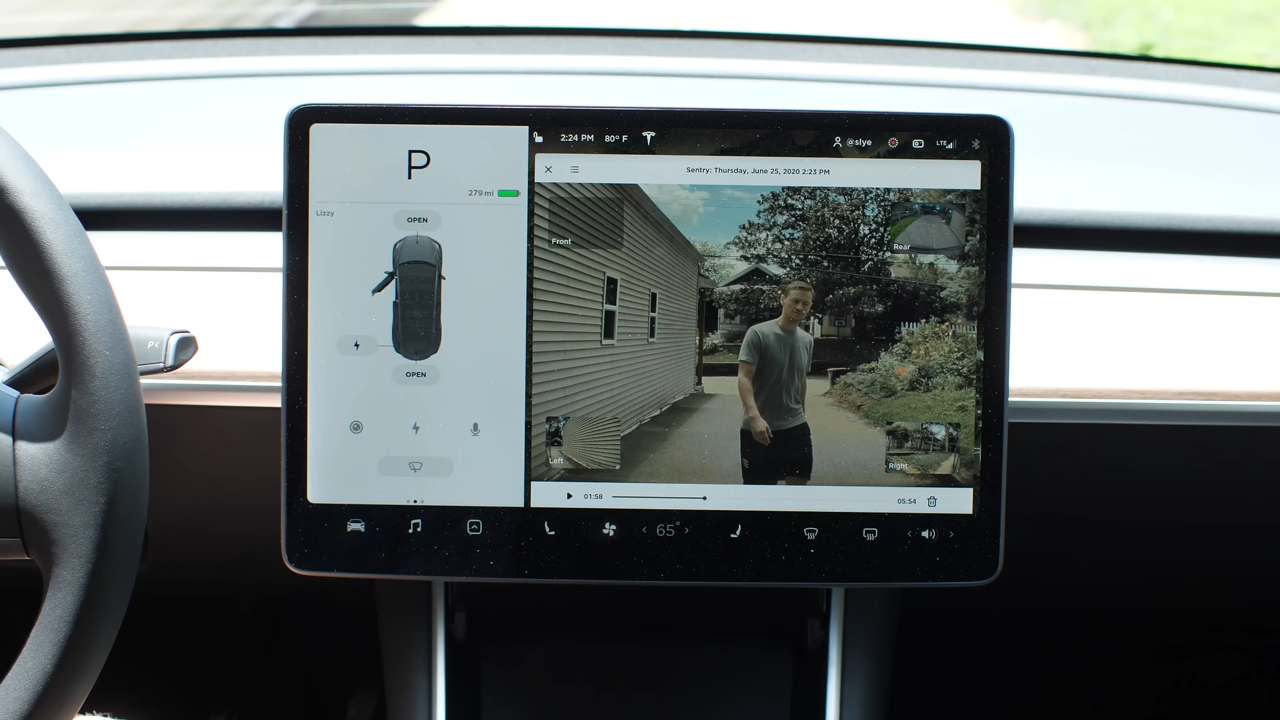 P
279 mi
Lizzy
OPEN
OPEN
2:24 PM 80° F
@slye
LTE
Sentry: Thursday, June 25, 2020 2:23 PM
Front
Rear
Left
Right
01:58
05:54
65°
P<